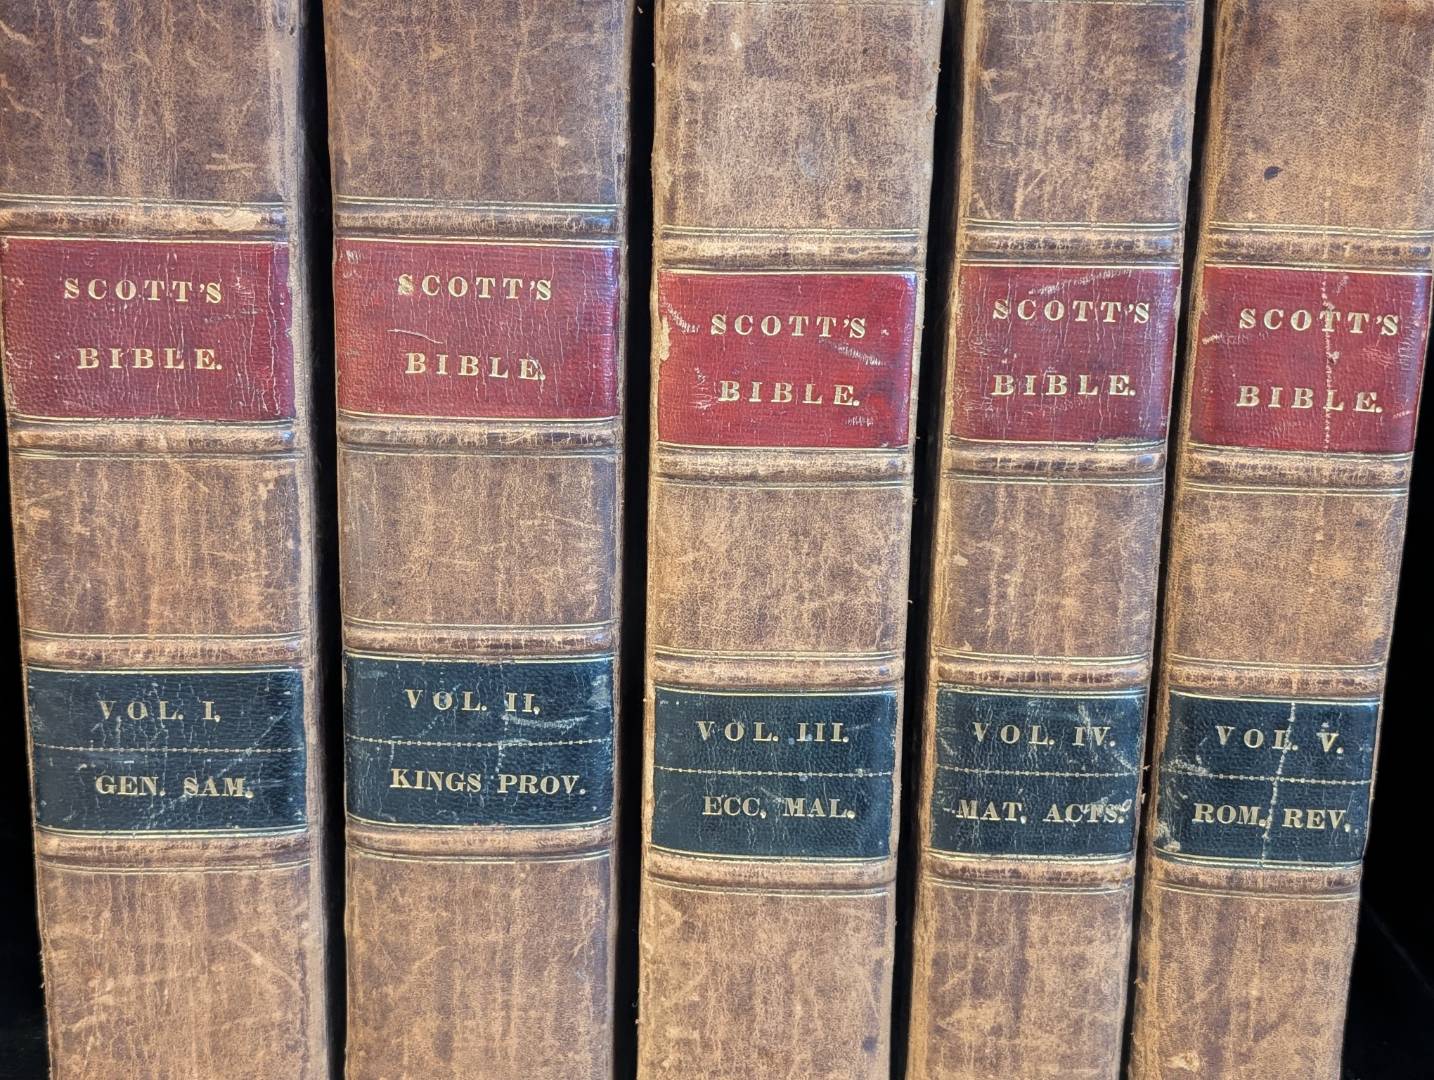 SCOTT'S
BIBLE.
VOL. I.
GEN. SAM.
SCOTT'S
BIBLE.
VOL. II.
KINGS PROV.
SCOTT'S
BIBLE.
VOL. III.
ECC. MAL.
SCOTT'S
BIBLE.
VOL. IV.
MAT. ACTS.
SCOTT'S
BIBLE.
VOL. V.
ROM. REV.